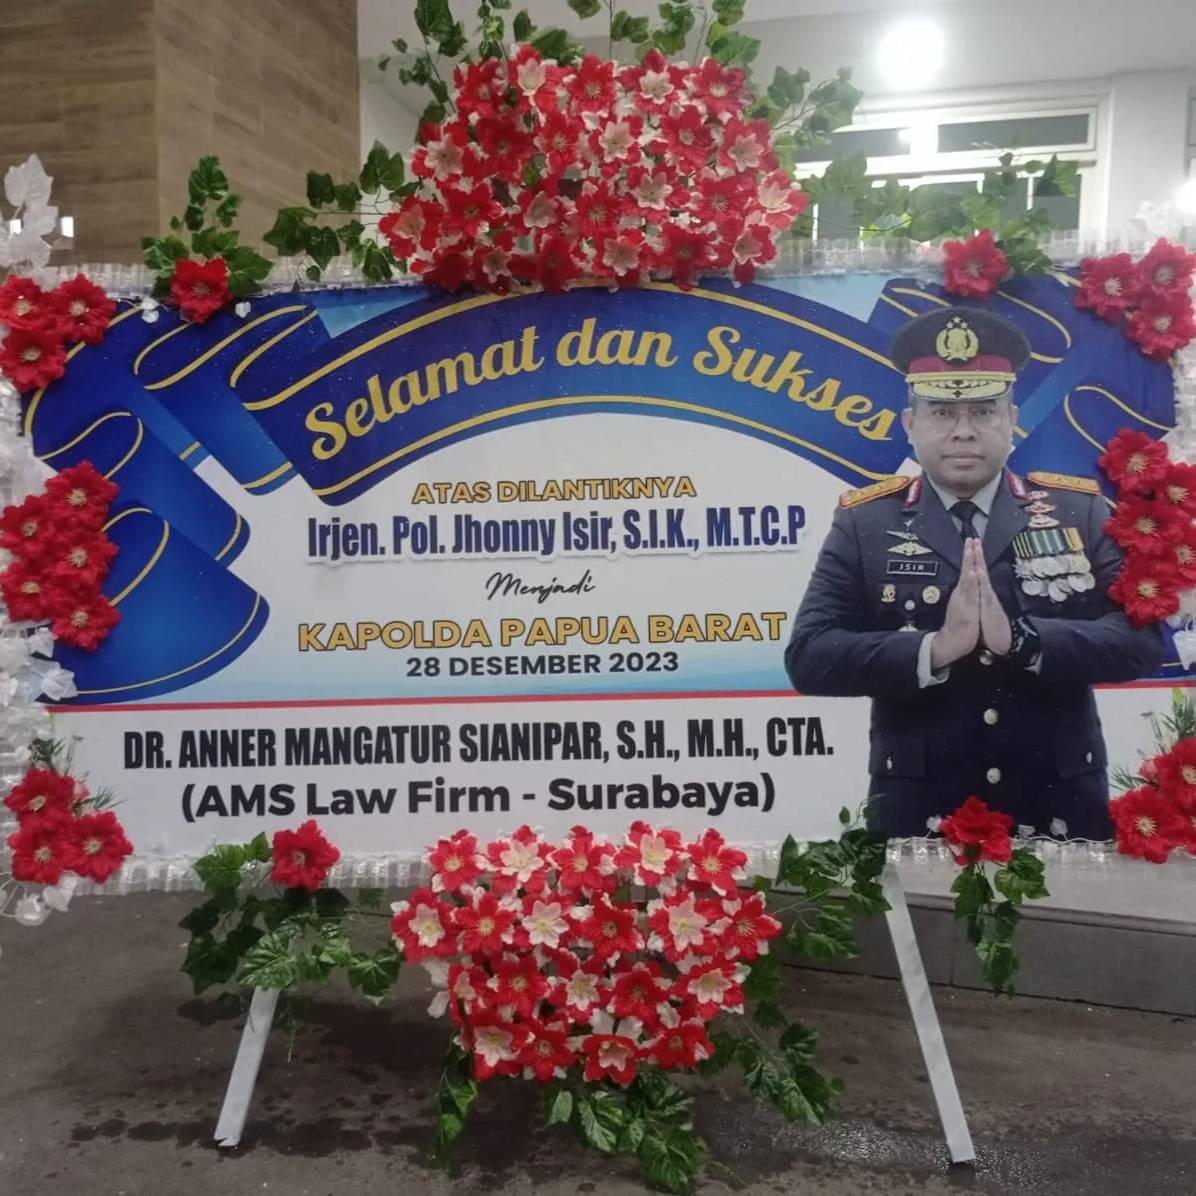 Selamat dan Sukses
ATAS DILANTIKNYA
Irjen. Pol. Jhonny Isir, S.I.K., M.T.C.P
Menjadi
KAPOLDA PAPUA BARAT
28 DESEMBER 2023
ISIR
DR. ANNER MANGATUR SIANIPAR, S.H., M.H., CTA.
(AMS Law Firm - Surabaya)